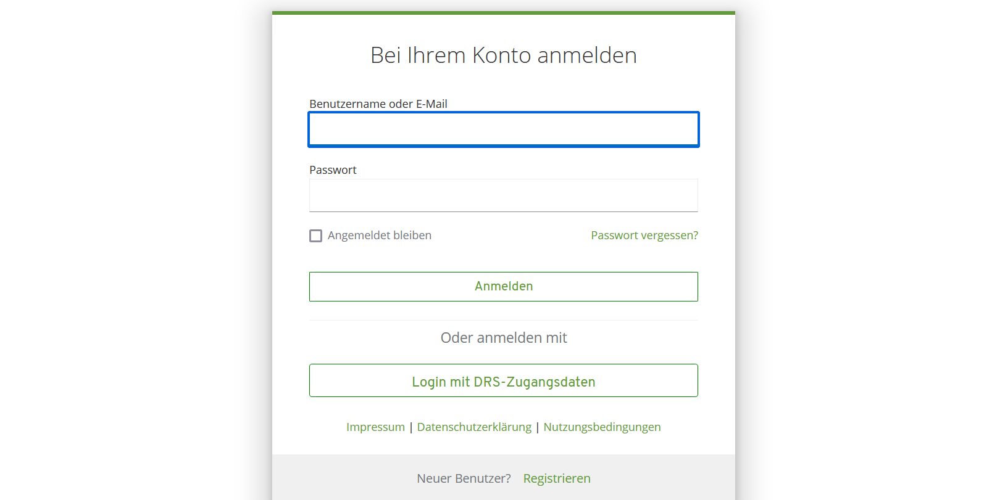 Bei Ihrem Konto anmelden
Benutzername oder E-Mail
Passwort
Angemeldet bleiben Passwort vergessen?
Anmelden
Oder anmelden mit
Login mit DRS-Zugangsdaten
Impressum | Datenschutzerklärung | Nutzungsbedingungen
Neuer Benutzer? Registrieren